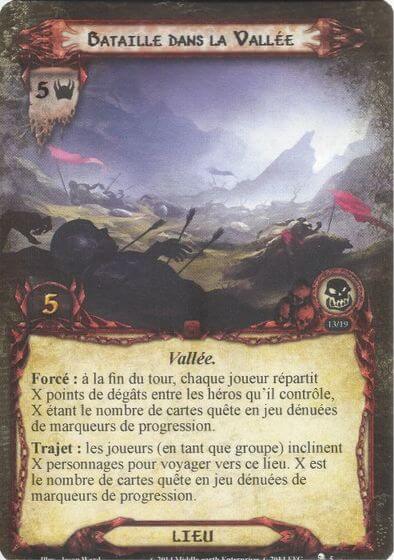 Bataille dans la Vallée
5
5
13/19
Vallée.
Forcé : à la fin du tour, chaque joueur répartit
X points de dégâts entre les héros qu'il contrôle,
X étant le nombre de cartes quête en jeu dénuées
de marqueurs de progression.
Trajet : les joueurs (en tant que groupe) inclinent
X personnages pour voyager vers ce lieu. X est
le nombre de cartes quête en jeu dénuées de
marqueurs de progression.
LIEU